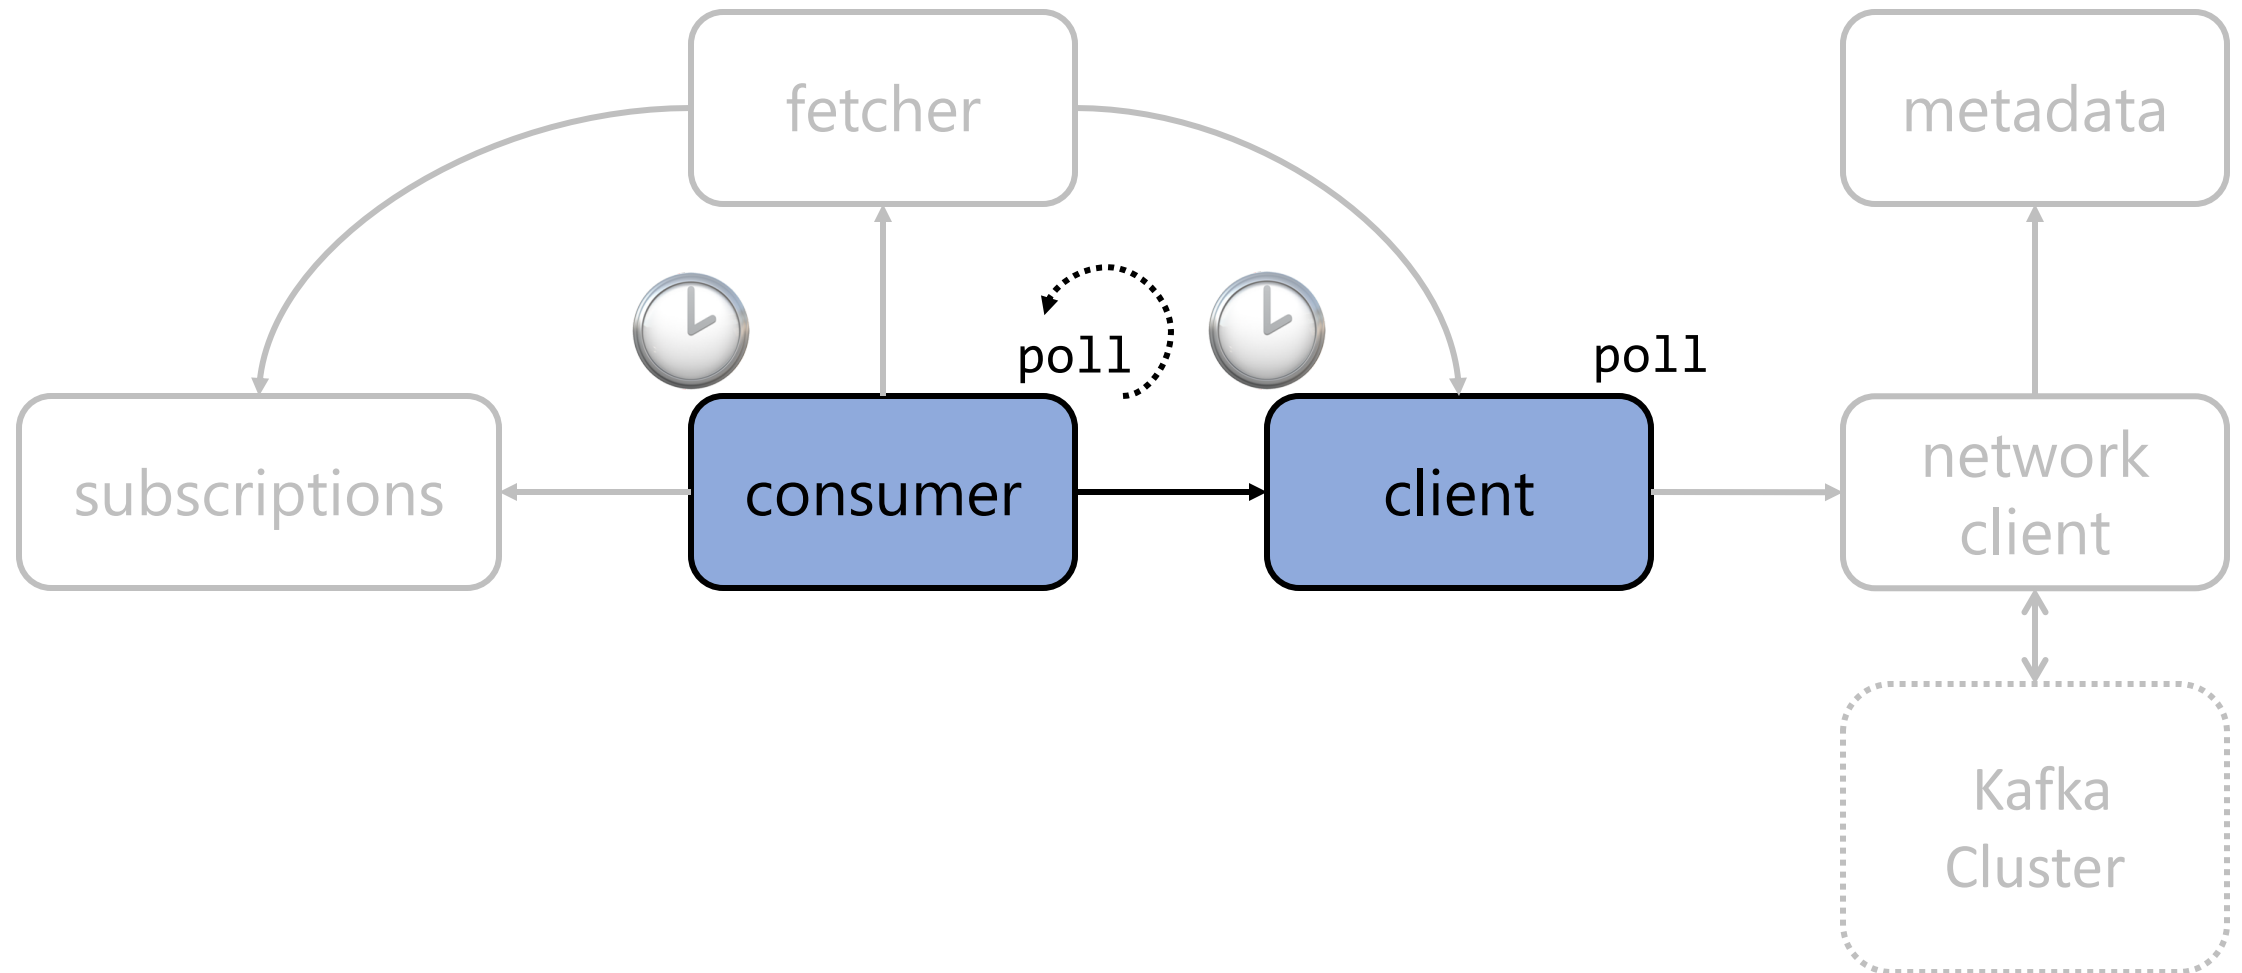 fetcher
metadata
poll
poll
subscriptions
consumer
client
network
client
Kafka
Cluster